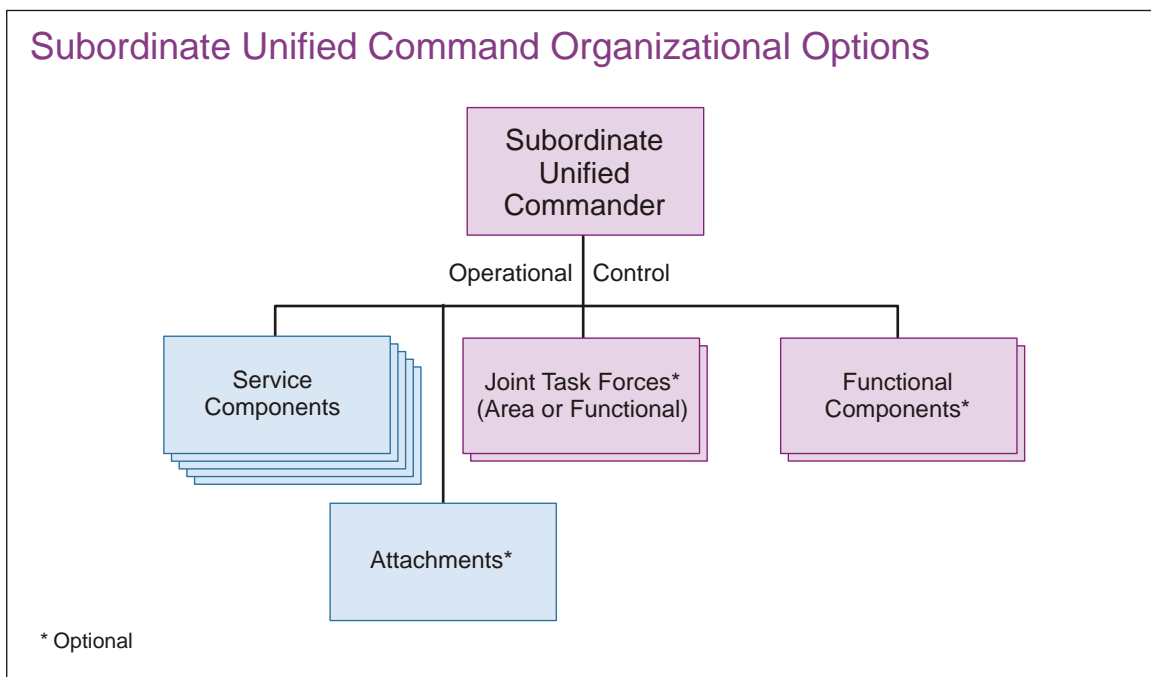 Subordinate Unified Command Organizational Options
Subordinate
Unified
Commander
Operational Control
Service
Components
Joint Task Forces*
(Area or Functional)
Functional
Components*
Attachments*
* Optional